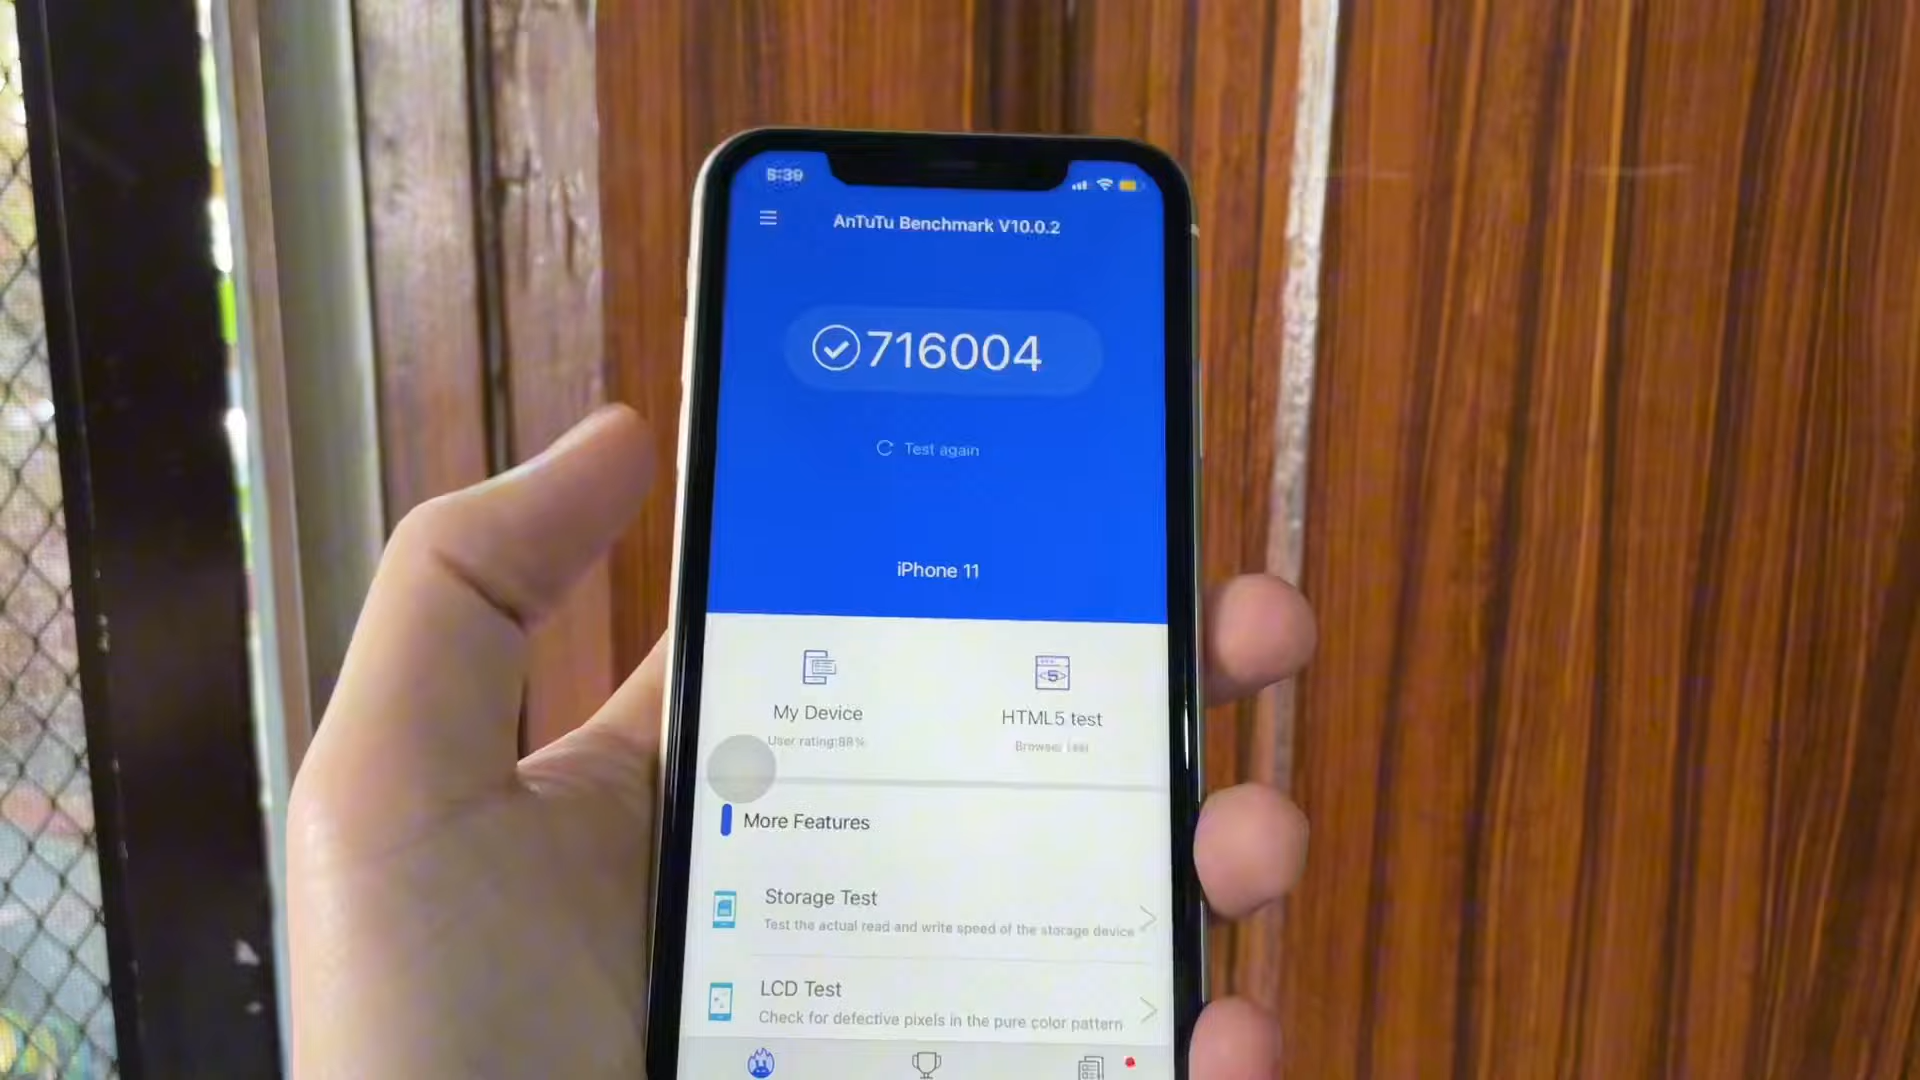 5:39
AnTuTu Benchmark V10.0.2
716004
Test again
iPhone 11
My Device
HTML5 test
User rating:88%
Browser test
More Features
Storage Test
Test the actual read and write speed of the storage device
LCD Test
Check for defective pixels in the pure color pattern